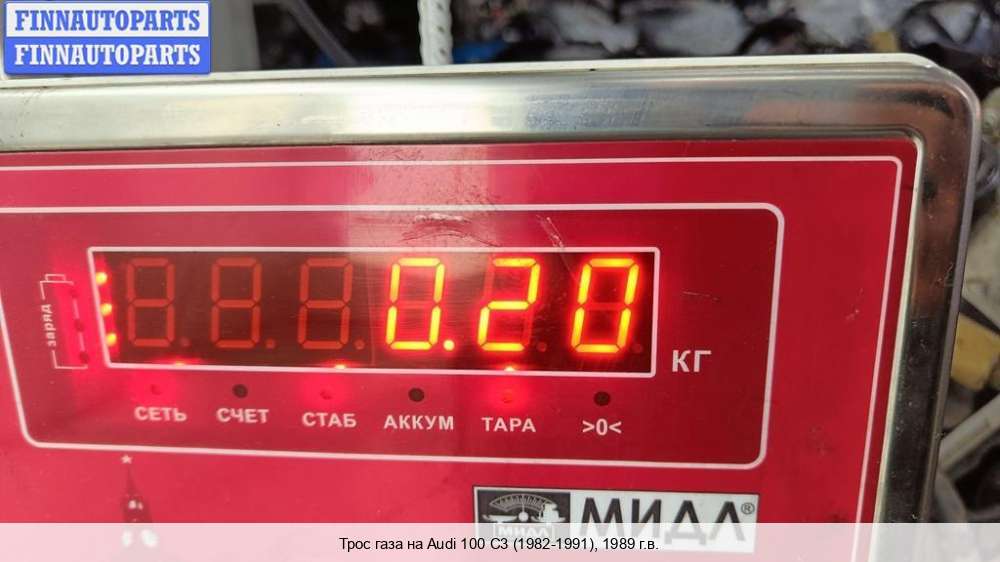 FINNAUTOPARTS
FINNAUTOPARTS
заряд
0.20
КГ
СЕТЬ СЧЕТ СТАБ АККУМ ТАРА >0<
МИДЛ
МИДЛ®
Трос газа на Audi 100 C3 (1982-1991), 1989 г.в.